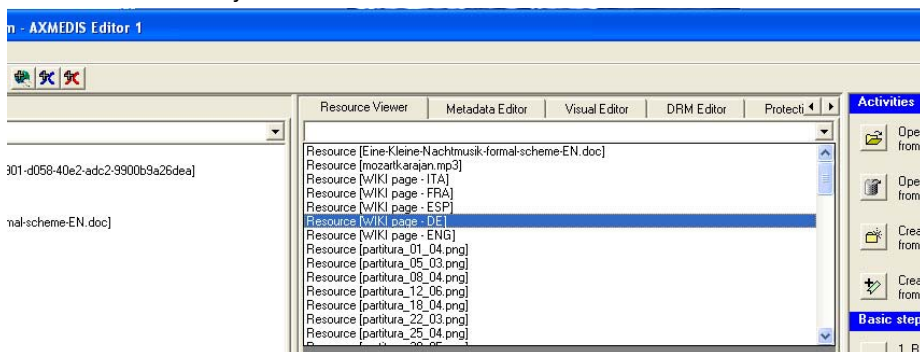 m - AXMEDIS Editor 1
Resource Viewer
Metadata Editor
Visual Editor
DRM Editor
Protecti
Activities
901-d058-40e2-adc2-9900b9a26dea]
mal-scheme-EN.doc]
Resource [Eine-Kleine-Nachtmusik-formal-scheme-EN.doc]
Resource [mozartkarajan.mp3]
Resource [WIKI page - ITA]
Resource [WIKI page - FRA]
Resource [WIKI page - ESP]
Resource [WIKI page - DE]
Resource [WIKI page - ENG]
Resource [partitura_01_04.png]
Resource [partitura_05_03.png]
Resource [partitura_08_04.png]
Resource [partitura_12_06.png]
Resource [partitura_18_04.png]
Resource [partitura_22_03.png]
Resource [partitura_25_04.png]
Ope
from
Ope
from
Crea
from
Crea
from
Basic step
1. B